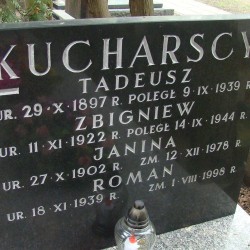 KUCHARSCY
TADEUSZ
UR. 29·X·1897 R. POLEGŁ 9·IX·1939 R.
ZBIGNIEW
UR. 11·XI·1922 R. POLEGŁ 14·IX·1944 R.
JANINA
UR. 27·X·1902 R. ZM. 12·XII·1978 R.
ROMAN
UR. 18·XI·1939 R. ZM. 1·VIII·1998 R.